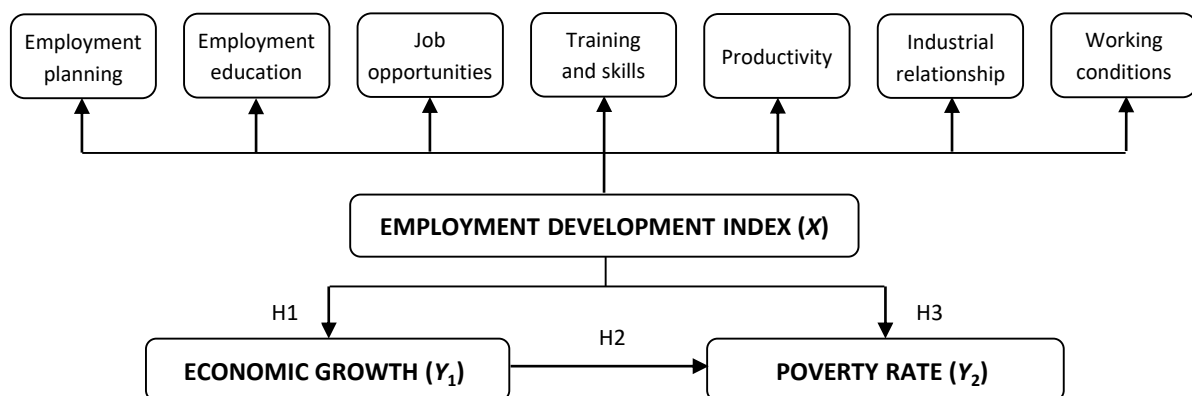 Employment
planning
Employment
education
Job
opportunities
Training
and skills
Productivity
Industrial
relationship
Working
conditions
EMPLOYMENT DEVELOPMENT INDEX (X)
H1
H2
H3
ECONOMIC GROWTH (Y₁)
POVERTY RATE (Y₂)